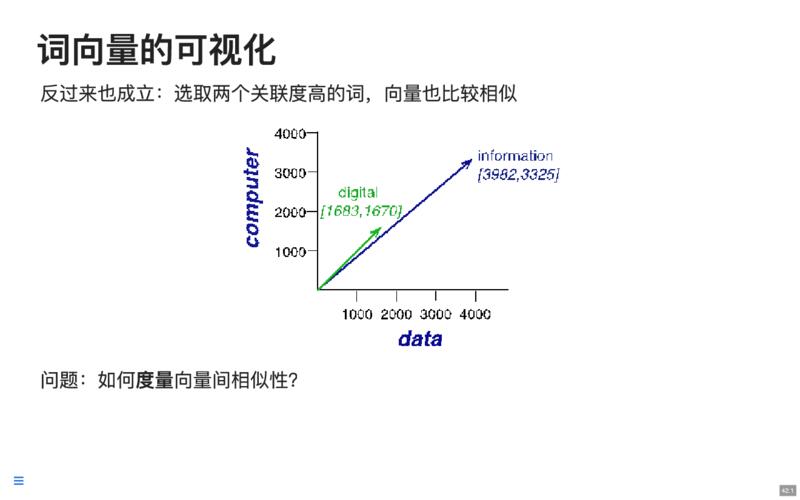 词向量的可视化
反过来也成立：选取两个关联度高的词，向量也比较相似
4000
3000
2000
1000
computer
information
[3982,3325]
digital
[1683,1670]
1000 2000 3000 4000
data
问题：如何度量向量间相似性？
42.1